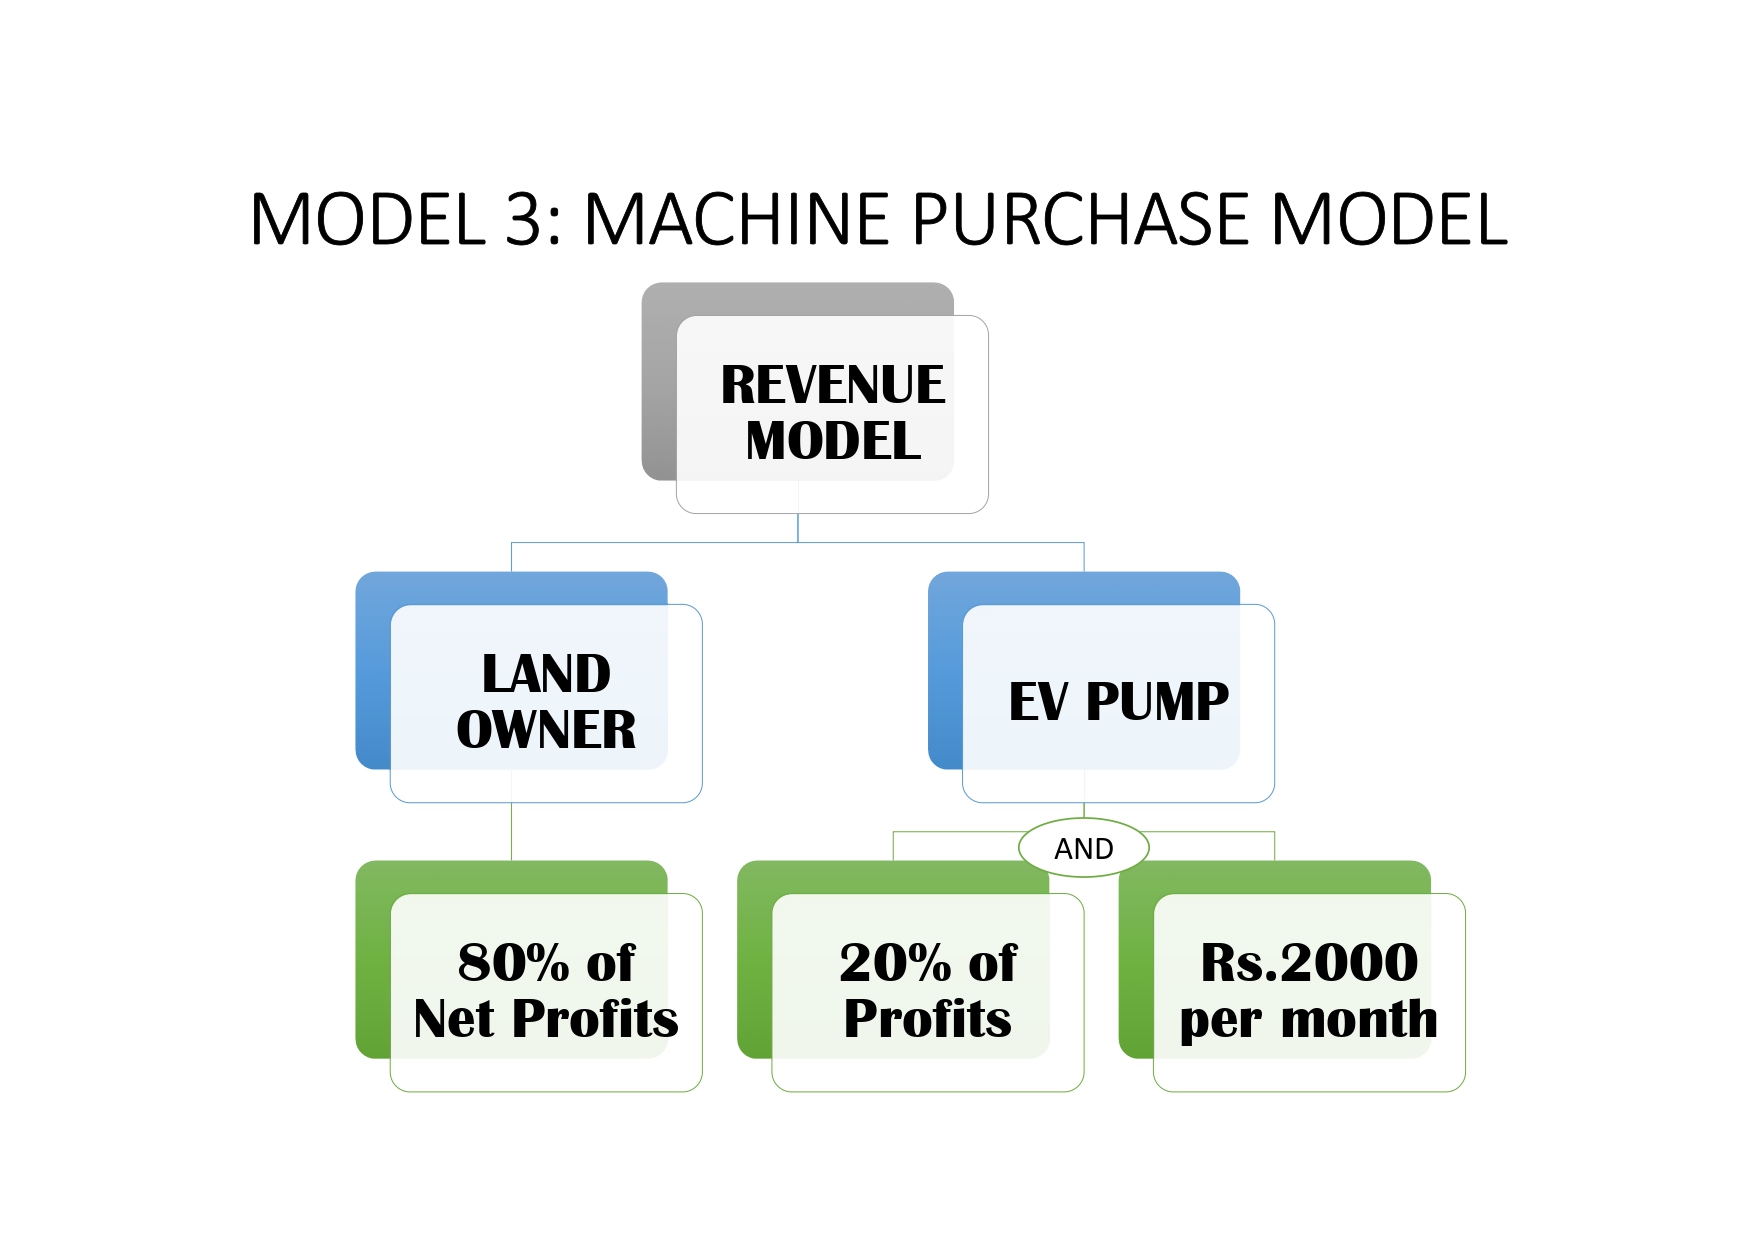 MODEL 3: MACHINE PURCHASE MODEL
REVENUE
MODEL
LAND
OWNER
EV PUMP
AND
80% of
Net Profits
20% of
Profits
Rs.2000
per month